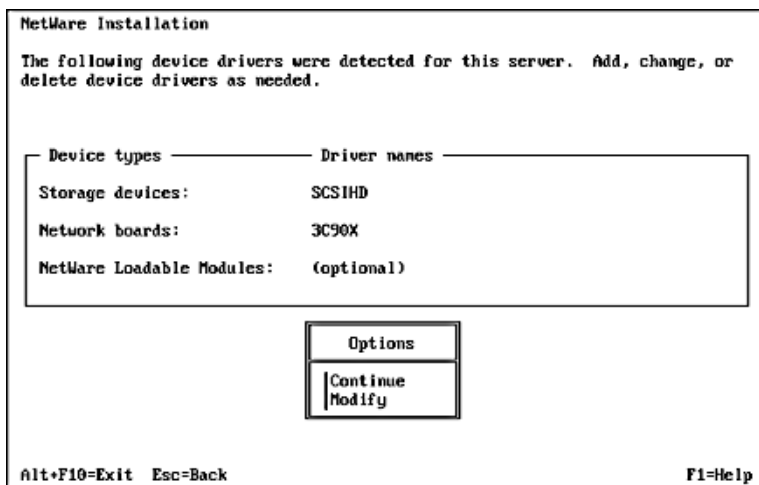 NetWare Installation
The following device drivers were detected for this server. Add, change, or
delete device drivers as needed.
Device types Driver names
Storage devices: SCSIHD
Network boards: 3C90X
NetWare Loadable Modules: (optional)
Options
Continue
Modify
Alt+F10=Exit Esc=Back F1=Help